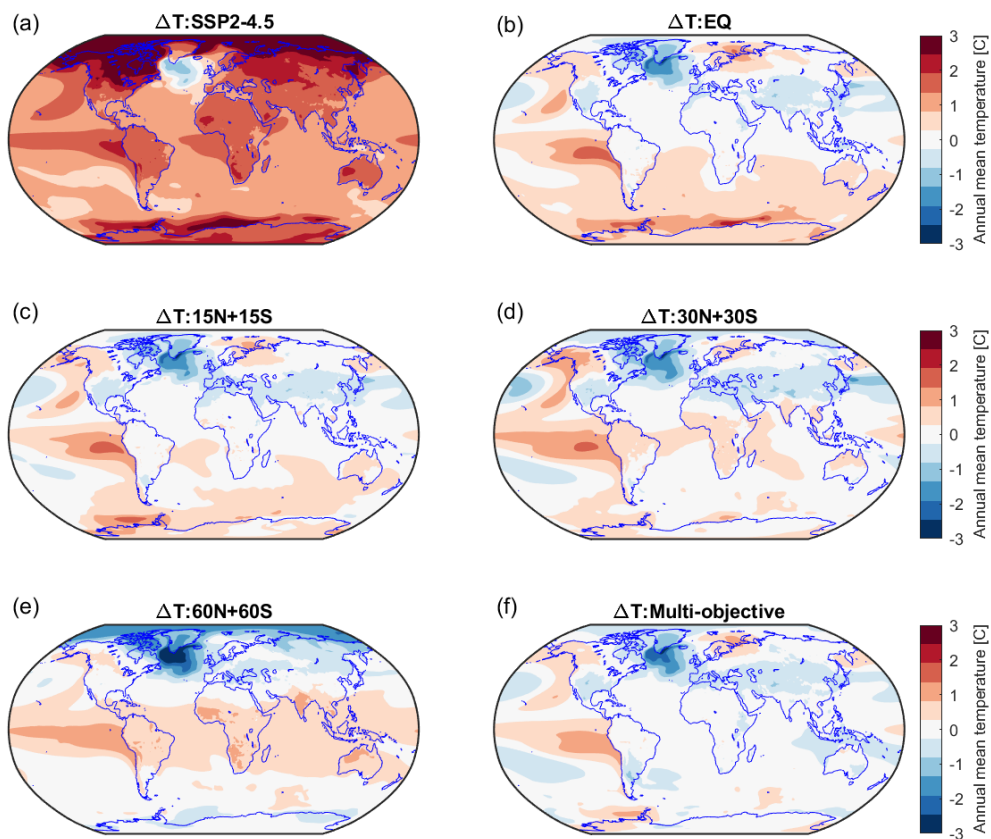 (a) ΔT:SSP2-4.5
(b) ΔT:EQ
3
2
1
0
-1
-2
-3
Annual mean temperature [C]
(c) ΔT:15N+15S
(d) ΔT:30N+30S
3
2
1
0
-1
-2
-3
Annual mean temperature [C]
(e) ΔT:60N+60S
(f) ΔT:Multi-objective
3
2
1
0
-1
-2
-3
Annual mean temperature [C]